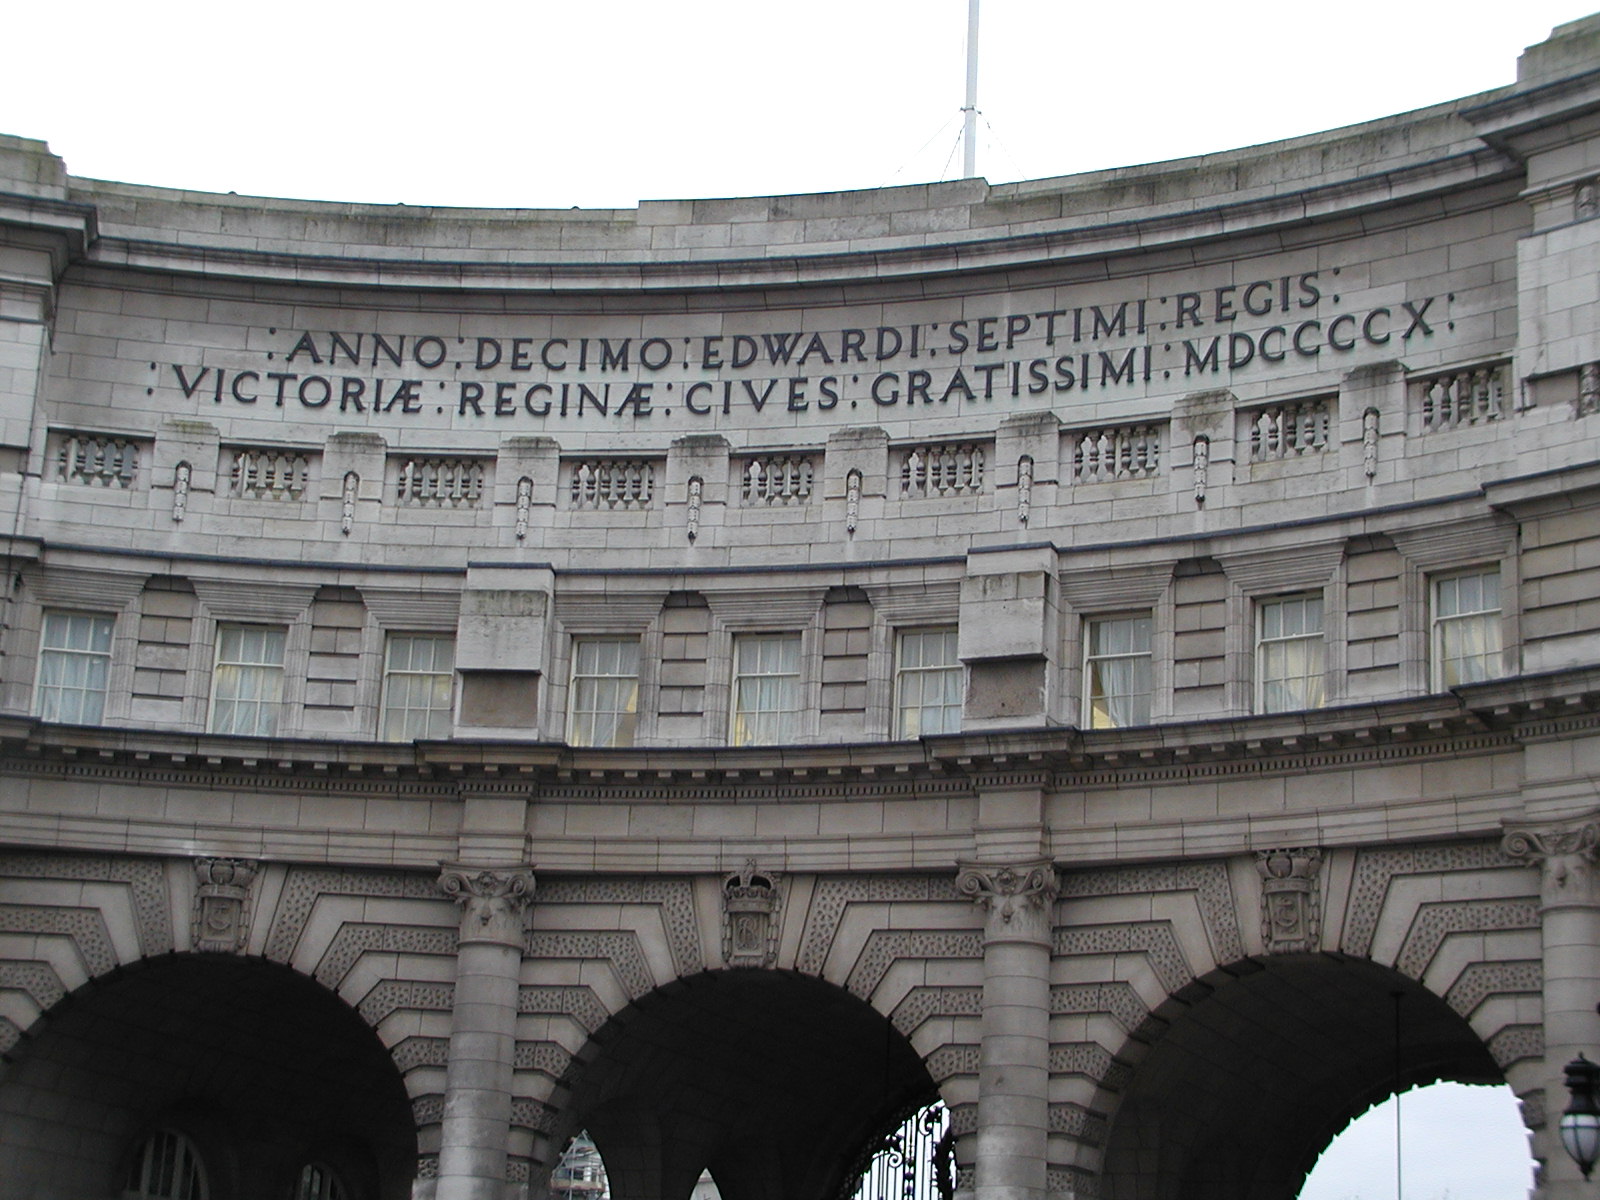 : ANNO : DECIMO : EDWARDI : SEPTIMI : REGIS :
: VICTORIÆ : REGINÆ : CIVES : GRATISSIMI : MDCCCCX :